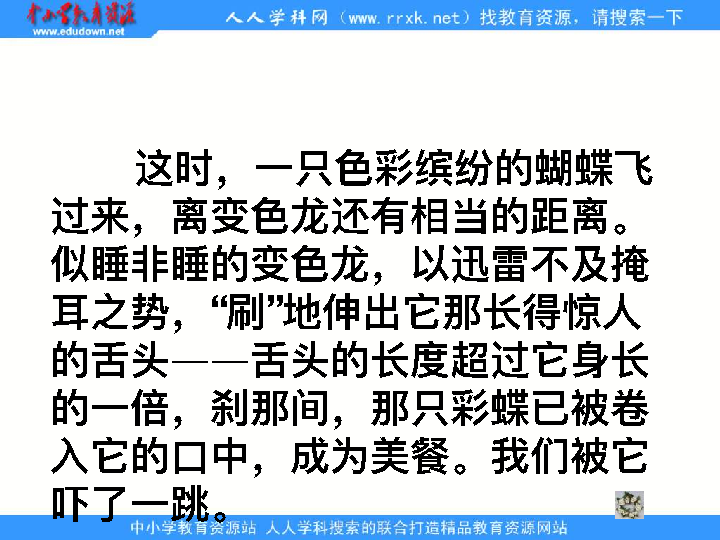 中小学教育资源
www.edudown.net
人人学科网（www.rrxk.net）找教育资源，请搜索一下
这时，一只色彩缤纷的蝴蝶飞
过来，离变色龙还有相当的距离。
似睡非睡的变色龙，以迅雷不及掩
耳之势，“刷”地伸出它那长得惊人
的舌头——舌头的长度超过它身长
的一倍，刹那间，那只彩蝶已被卷
入它的口中，成为美餐。我们被它
吓了一跳。
中小学教育资源站 人人学科搜索的联合打造精品教育资源网站